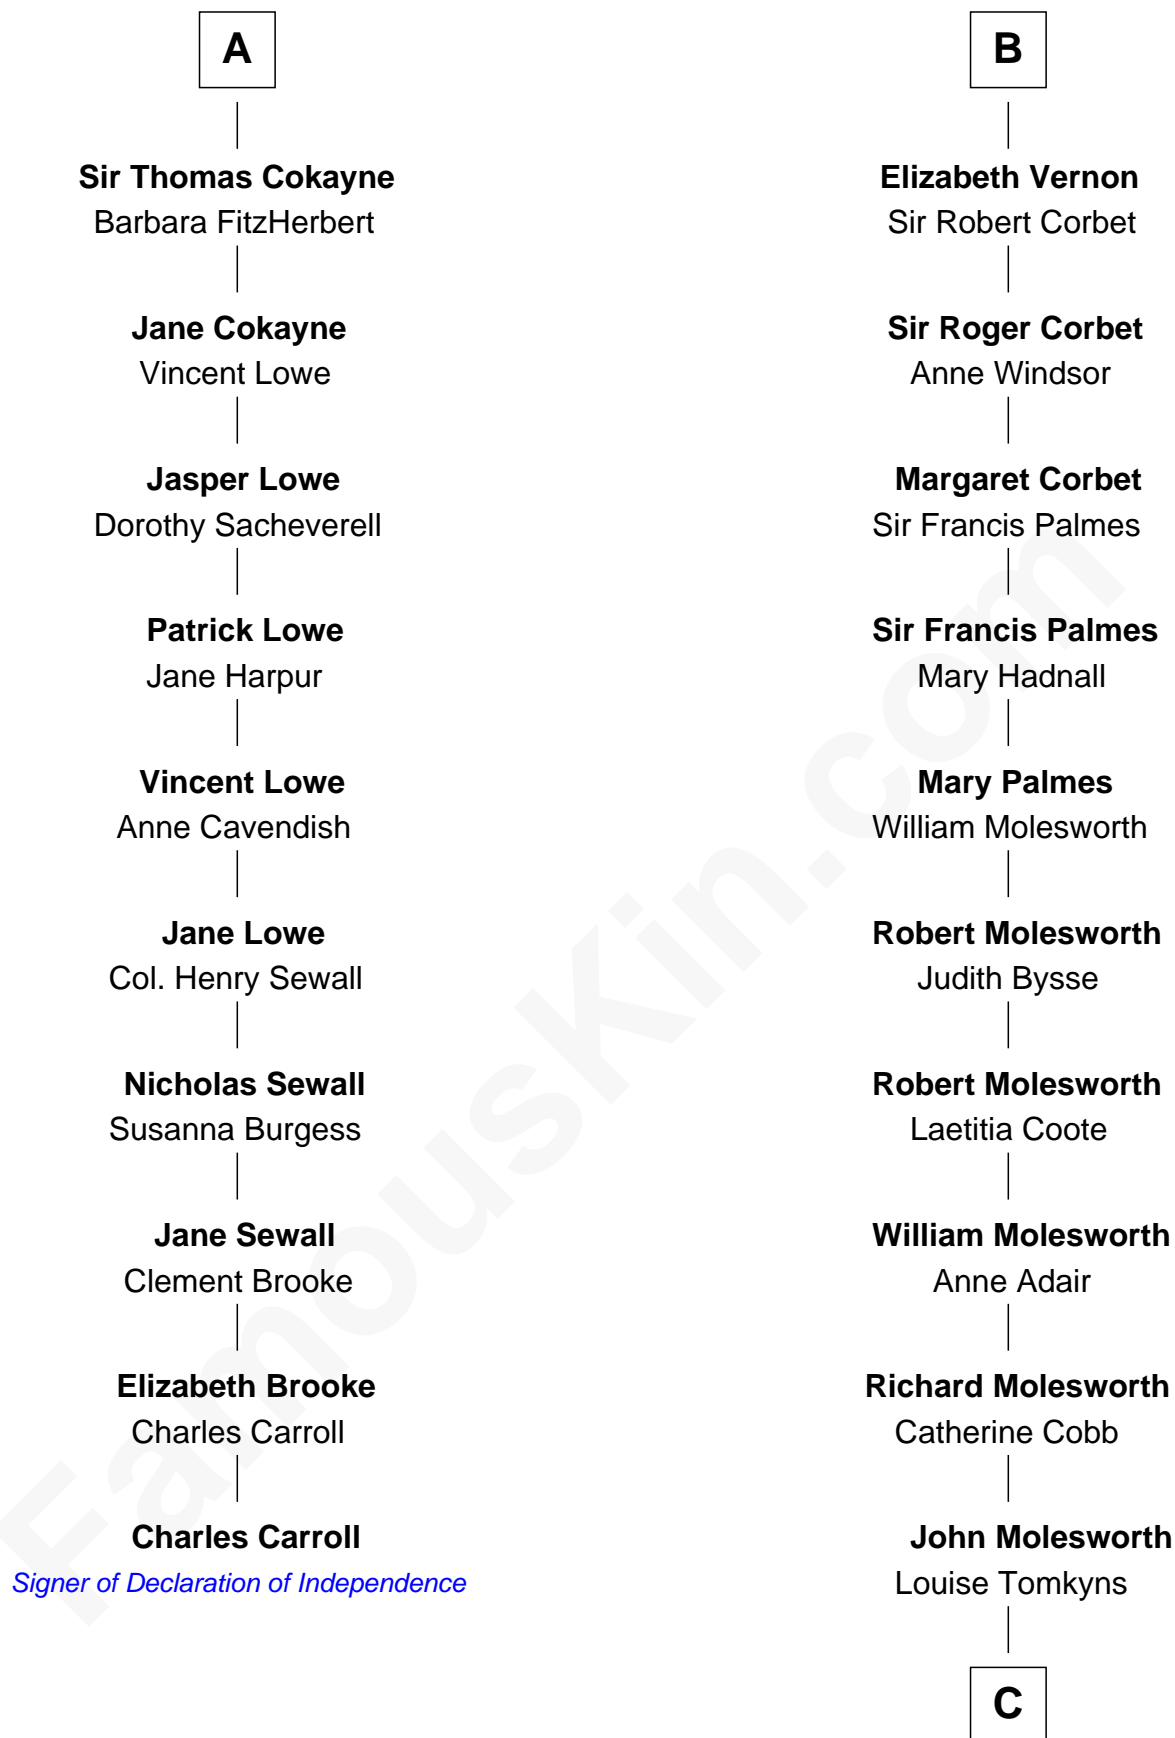 A
Sir Thomas Cokayne
Barbara FitzHerbert
Jane Cokayne
Vincent Lowe
Jasper Lowe
Dorothy Sacheverell
Patrick Lowe
Jane Harpur
Vincent Lowe
Anne Cavendish
Jane Lowe
Col. Henry Sewall
Nicholas Sewall
Susanna Burgess
Jane Sewall
Clement Brooke
Elizabeth Brooke
Charles Carroll
Charles Carroll
Signer of Declaration of Independence
B
Elizabeth Vernon
Sir Robert Corbet
Sir Roger Corbet
Anne Windsor
Margaret Corbet
Sir Francis Palmes
Sir Francis Palmes
Mary Hadnall
Mary Palmes
William Molesworth
Robert Molesworth
Judith Bysse
Robert Molesworth
Laetitia Coote
William Molesworth
Anne Adair
Richard Molesworth
Catherine Cobb
John Molesworth
Louise Tomkyns
C
FamousKin.com